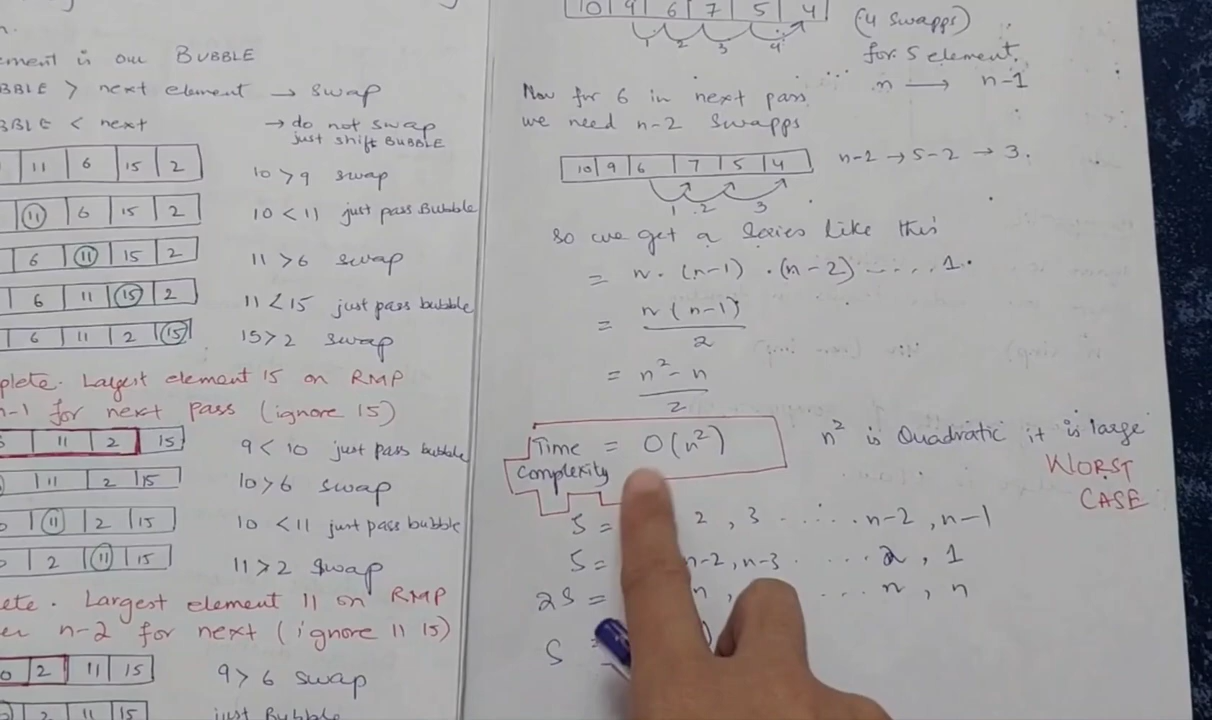 ement is our BUBBLE
BBLE > next element → swap
BBLE < next → do not swap
just shift BUBBLE
11 6 15 2 10>9 swap
11 6 15 2 10<11 just pass Bubble
6 11 15 2 11>6 swap
6 11 15 2 11<15 just pass bubble
6 11 2 15 15>2 swap
plete. Largest element 15 on RMP
n-1 for next pass (ignore 15)
11 2 15 9<10 just pass bubble
11 2 15 10>6 swap
11 2 15 10<11 just pass bubble
2 11 15 11>2 swap
ete. Largest element 11 on RMP
er n-2 for next (ignore 11 15)
2 11 15 9>6 swap
2 11 15 just Bubble
10 9 6 7 5 4 (4 swapps)
1 2 3 4 for 5 element.
n → n-1
Now for 6 in next pass
we need n-2 swapps
10 9 6 7 5 4 n-2 → 5-2 → 3.
1 2 3
so we get a series like this
= n. (n-1) .(n-2) ..... 1.
= n(n-1)
2
= n²-n
2
Time = O(n²) n² is Quadratic it is large
Complexity WORST
CASE
S = 2, 3 ...... n-2, n-1
S = n-2, n-3 .... 2, 1
2S = n, ... n, n
S =